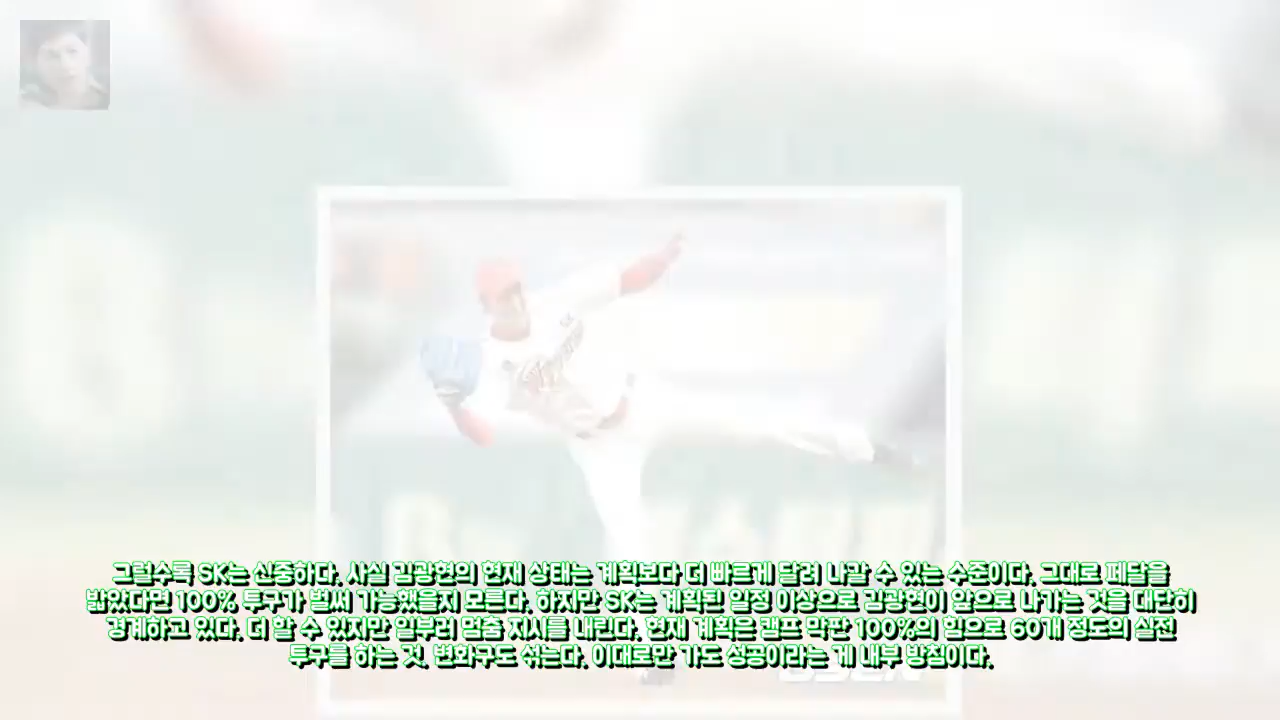 그럴수록 SK는 신중하다. 사실 김광현의 현재 상태는 계획보다 더 빠르게 달려 나갈 수 있는 수준이다. 그대로 페달을
밟았다면 100% 투구가 벌써 가능했을지 모른다. 하지만 SK는 계획된 일정 이상으로 김광현이 앞으로 나가는 것을 대단히
경계하고 있다. 더 할 수 있지만 일부러 멈춤 지시를 내린다. 현재 계획은 캠프 막판 100%의 힘으로 60개 정도의 실전
투구를 하는 것. 변화구도 섞는다. 이대로만 가도 성공이라는 게 내부 방침이다.
OSEN